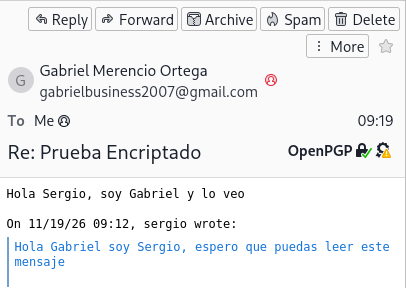 Reply Forward Archive Spam Delete
More
G
Gabriel Merencio Ortega
gabrielbusiness2007@gmail.com
To Me 09:19
Re: Prueba Encriptado OpenPGP
Hola Sergio, soy Gabriel y lo veo
On 11/19/26 09:12, sergio wrote:
Hola Gabriel soy Sergio, espero que puedas leer este
mensaje